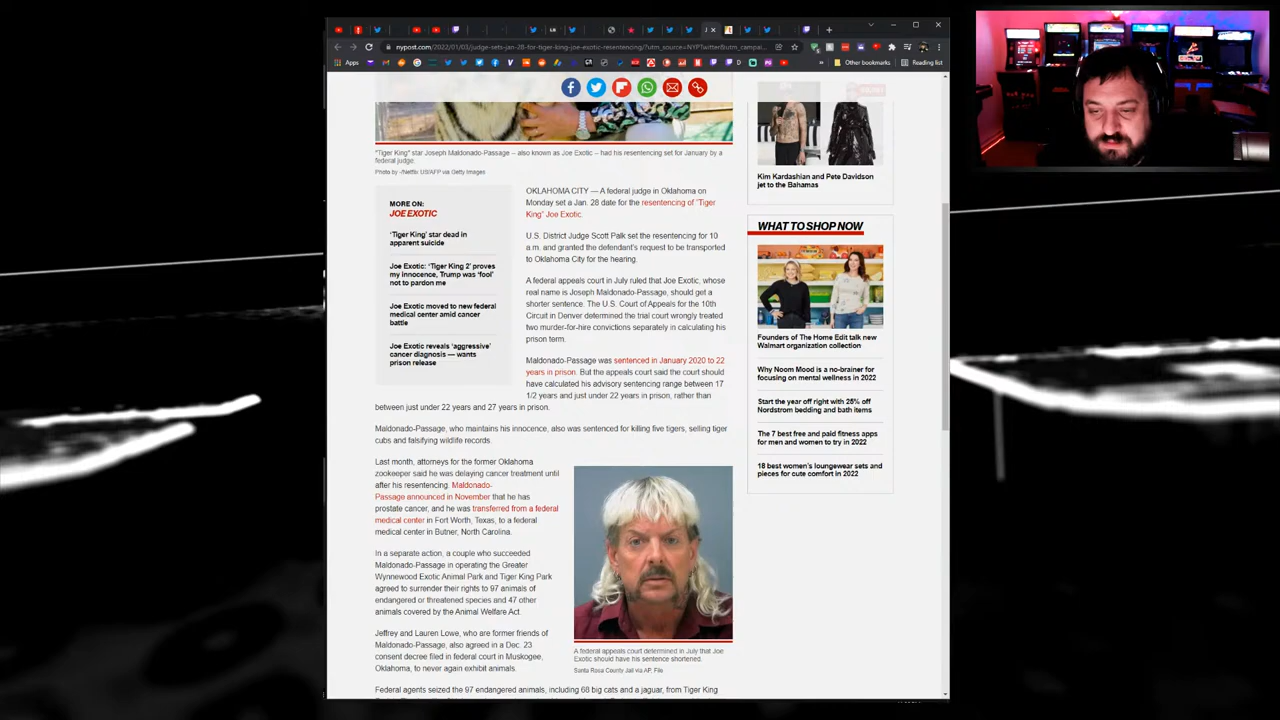 nypost.com/2022/01/03/judge-sets-jan-28-for-tiger-king-joe-exotic-resentencing/?utm_source=NYPTwitter&utm_campai...
Apps
Other bookmarks
Reading list
"Tiger King" star Joseph Maldonado-Passage – also known as Joe Exotic – had his resentencing set for January by a
federal judge.
Photo by -/Netflix US/AFP via Getty Images
MORE ON:
JOE EXOTIC
'Tiger King' star dead in
apparent suicide
Joe Exotic: 'Tiger King 2' proves
my innocence, Trump was 'fool'
not to pardon me
Joe Exotic moved to new federal
medical center amid cancer
battle
Joe Exotic reveals 'aggressive'
cancer diagnosis — wants
prison release
OKLAHOMA CITY — A federal judge in Oklahoma on
Monday set a Jan. 28 date for the resentencing of "Tiger
King" Joe Exotic.
U.S. District Judge Scott Palk set the resentencing for 10
a.m. and granted the defendant's request to be transported
to Oklahoma City for the hearing.
A federal appeals court in July ruled that Joe Exotic, whose
real name is Joseph Maldonado-Passage, should get a
shorter sentence. The U.S. Court of Appeals for the 10th
Circuit in Denver determined the trial court wrongly treated
two murder-for-hire convictions separately in calculating his
prison term.
Maldonado-Passage was sentenced in January 2020 to 22
years in prison. But the appeals court said the court should
have calculated his advisory sentencing range between 17
1/2 years and just under 22 years in prison, rather than
between just under 22 years and 27 years in prison.
Maldonado-Passage, who maintains his innocence, also was sentenced for killing five tigers, selling tiger
cubs and falsifying wildlife records.
Last month, attorneys for the former Oklahoma
zookeeper said he was delaying cancer treatment until
after his resentencing. Maldonado-
Passage announced in November that he has
prostate cancer, and he was transferred from a federal
medical center in Fort Worth, Texas, to a federal
medical center in Butner, North Carolina.
In a separate action, a couple who succeeded
Maldonado-Passage in operating the Greater
Wynnewood Exotic Animal Park and Tiger King Park
agreed to surrender their rights to 97 animals of
endangered or threatened species and 47 other
animals covered by the Animal Welfare Act.
Jeffrey and Lauren Lowe, who are former friends of
Maldonado-Passage, also agreed in a Dec. 23
consent decree filed in federal court in Muskogee,
Oklahoma, to never again exhibit animals.
Federal agents seized the 97 endangered animals, including 68 big cats and a jaguar, from Tiger King
A federal appeals court determined in July that Joe
Exotic should have his sentence shortened.
Santa Rosa County Jail via AP, File
Kim Kardashian and Pete Davidson
jet to the Bahamas
WHAT TO SHOP NOW
Founders of The Home Edit talk new
Walmart organization collection
Why Noom Mood is a no-brainer for
focusing on mental wellness in 2022
Start the year off right with 25% off
Nordstrom bedding and bath items
The 7 best free and paid fitness apps
for men and women to try in 2022
18 best women's loungewear sets and
pieces for cute comfort in 2022